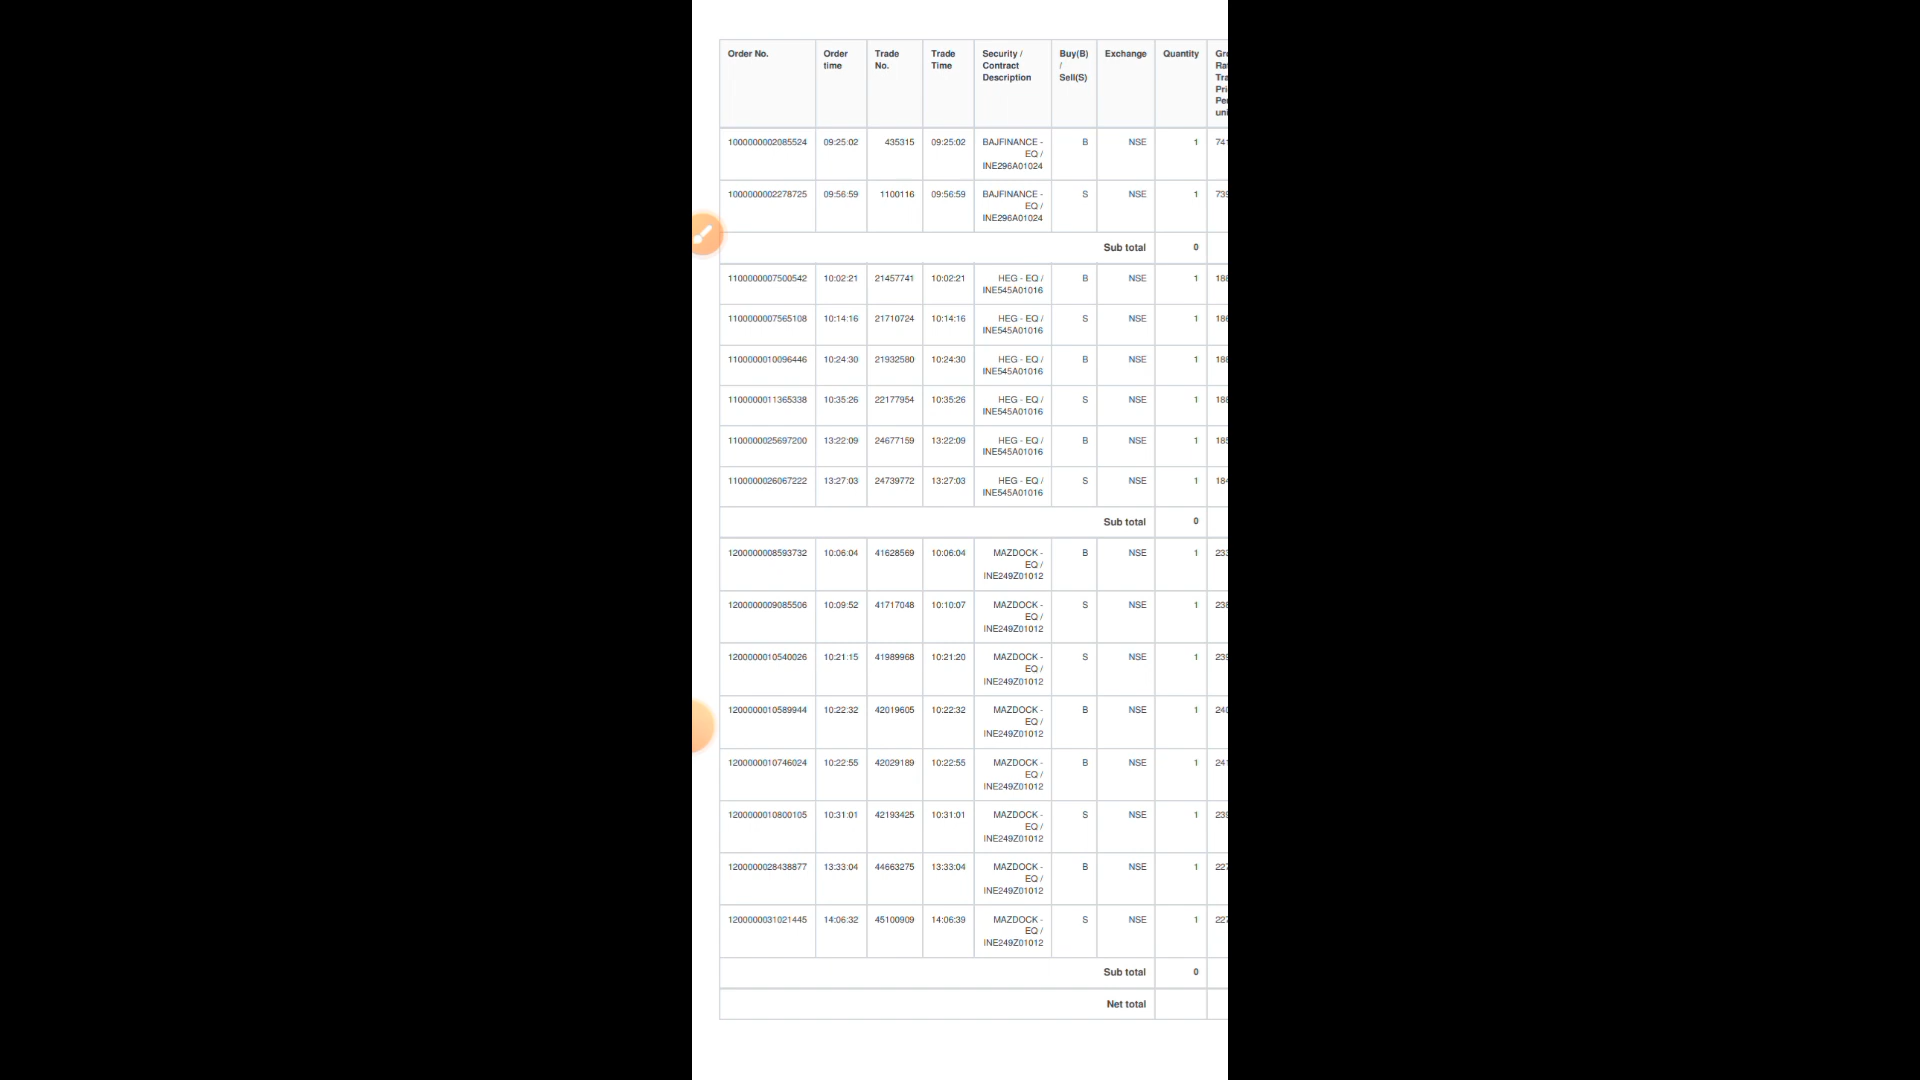 Order No. Order time Trade No. Trade Time Security / Contract Description Buy(B) / Sell(S) Exchange Quantity
1000000002085524 09:25:02 435315 09:25:02 BAJFINANCE - EQ / INE296A01024 B NSE 1
1000000002278725 09:56:59 1100116 09:56:59 BAJFINANCE - EQ / INE296A01024 S NSE 1
Sub total 0
1100000007500542 10:02:21 21457741 10:02:21 HEG - EQ / INE545A01016 B NSE 1
1100000007565108 10:14:16 21710724 10:14:16 HEG - EQ / INE545A01016 S NSE 1
1100000010096446 10:24:30 21932580 10:24:30 HEG - EQ / INE545A01016 B NSE 1
1100000011365338 10:35:26 22177954 10:35:26 HEG - EQ / INE545A01016 S NSE 1
1100000025697200 13:22:09 24677159 13:22:09 HEG - EQ / INE545A01016 B NSE 1
1100000026067222 13:27:03 24739772 13:27:03 HEG - EQ / INE545A01016 S NSE 1
Sub total 0
1200000008593732 10:06:04 41628569 10:06:04 MAZDOCK - EQ / INE249Z01012 B NSE 1
1200000009085506 10:09:52 41717048 10:10:07 MAZDOCK - EQ / INE249Z01012 S NSE 1
1200000010540026 10:21:15 41989968 10:21:20 MAZDOCK - EQ / INE249Z01012 S NSE 1
1200000010589944 10:22:32 42019605 10:22:32 MAZDOCK - EQ / INE249Z01012 B NSE 1
1200000010746024 10:22:55 42029189 10:22:55 MAZDOCK - EQ / INE249Z01012 B NSE 1
1200000010800105 10:31:01 42193425 10:31:01 MAZDOCK - EQ / INE249Z01012 S NSE 1
1200000028438877 13:33:04 44663275 13:33:04 MAZDOCK - EQ / INE249Z01012 B NSE 1
1200000031021445 14:06:32 45100909 14:06:39 MAZDOCK - EQ / INE249Z01012 S NSE 1
Sub total 0
Net total